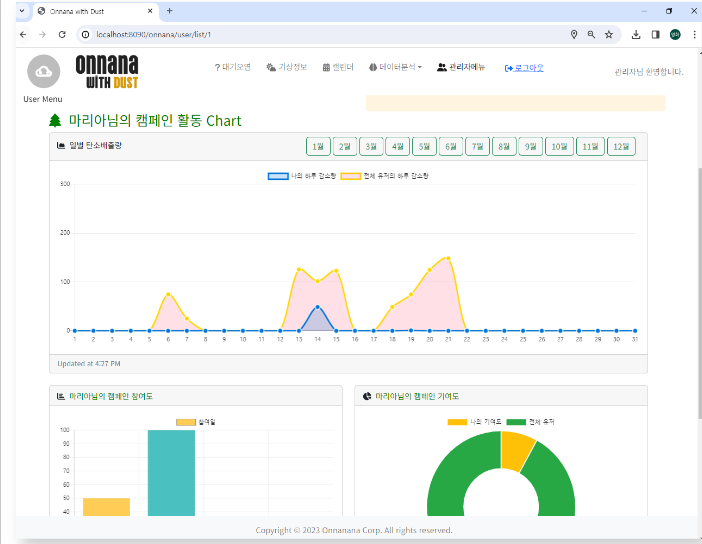 Onnana with Dust
localhost:8090/onnana/user/list/1
Onnana
WITH DUST
? 대기오염
기상정보
캘린더
데이터분석
관리자메뉴
로그아웃
관리자님 환영합니다.
User Menu
마리아님의 캠페인 활동 Chart
일별 탄소배출량
1월 2월 3월 4월 5월 6월 7월 8월 9월 10월 11월 12월
나의 하루 감소량 전체 유저의 하루 감소량
300
200
100
0
1 2 3 4 5 6 7 8 9 10 11 12 13 14 15 16 17 18 19 20 21 22 23 24 25 26 27 28 29 30 31
Updated at 4:27 PM
마리아님의 캠페인 참여도
참여일
100
90
80
70
60
50
40
마리아님의 캠페인 기여도
나의 기여도 전체 유저
Copyright © 2023 Onnanana Corp. All rights reserved.